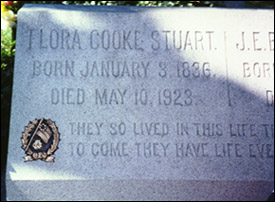 FLORA COOKE STUART. J.E.
BORN JANUARY 3. 1836. BOR
DIED MAY 10, 1923. D
THEY SO LIVED IN THIS LIFE T
TO COME THEY HAVE LIFE EVE